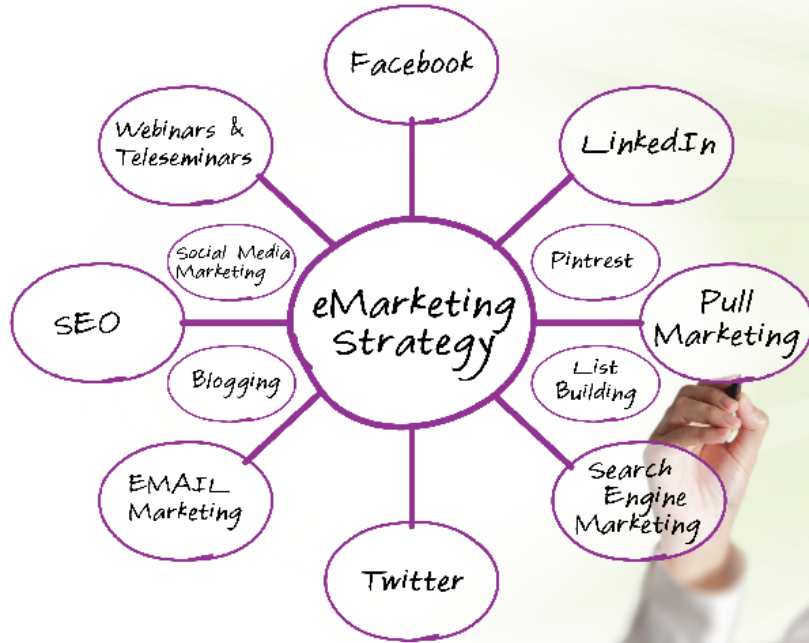 Facebook
Webinars &
Teleseminars
LinkedIn
Social Media
Marketing
Pintrest
SEO
eMarketing
Strategy
Pull
Marketing
Blogging
List
Building
EMAIL
Marketing
Search
Engine
Marketing
Twitter